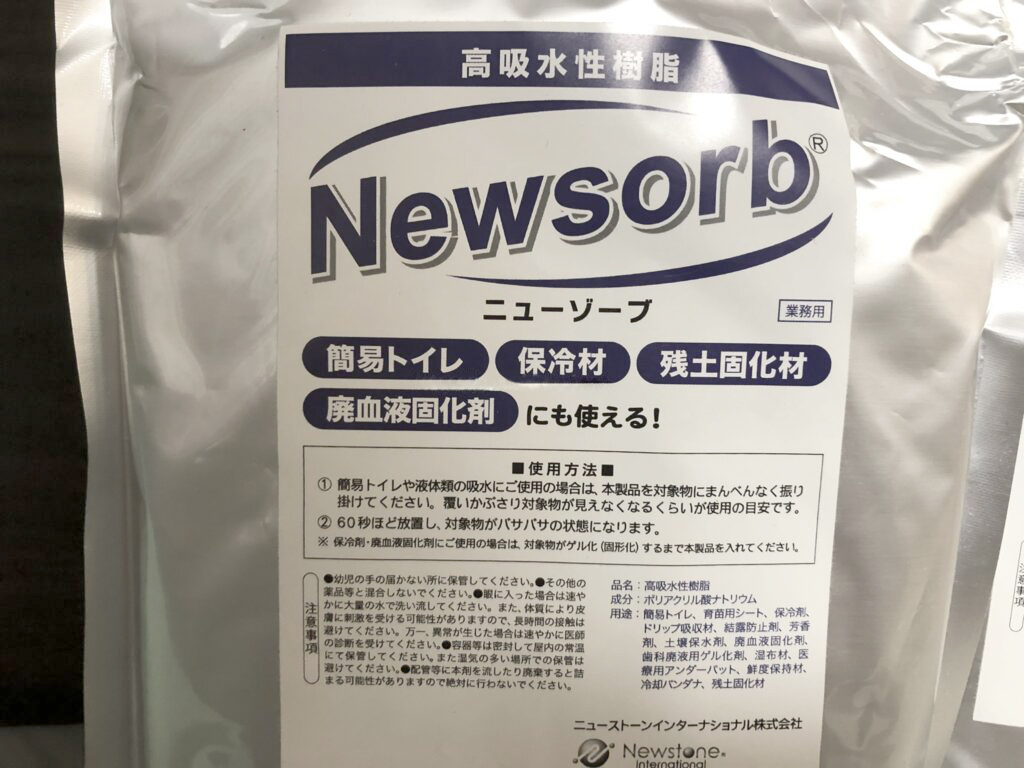 高吸水性樹脂
Newsorb®
ニューゾーブ
業務用
簡易トイレ 保冷材 残土固化材
廃血液固化剤 にも使える!
■使用方法■
① 簡易トイレや液体類の吸水にご使用の場合は、本製品を対象物にまんべんなく振り
掛けてください。覆いかぶさり対象物が見えなくなるくらいが使用の目安です。
② 60秒ほど放置し、対象物がパサパサの状態になります。
※ 保冷剤・廃血液固化剤にご使用の場合は、対象物がゲル化(固形化)するまで本製品を入れてください。
注意事項
●幼児の手の届かない所に保管してください。●その他の
薬品等と混合しないでください。●眼に入った場合は速や
かに大量の水で洗い流してください。また、体質により皮
膚に刺激を受ける可能性がありますので、長時間の接触は
避けてください。万一、異常が生じた場合は速やかに医師
の診断を受けてください。●容器等は密封して屋内の常温
にて保管してください。また湿気の多い場所での保管は
避けてください。●配管等に本剤を流したり廃棄すると詰
まる可能性がありますので絶対に行わないでください。
品名:高吸水性樹脂
成分:ポリアクリル酸ナトリウム
用途:簡易トイレ、育苗用シート、保冷剤、
ドリップ吸収材、結露防止剤、芳香
剤、土壌保水剤、廃血液固化剤、
歯科廃液用ゲル化剤、湿布材、医
療用アンダーパット、鮮度保持材、
冷却バンダナ、残土固化材
ニューストーンインターナショナル株式会社
Newstone®
International
注意事項